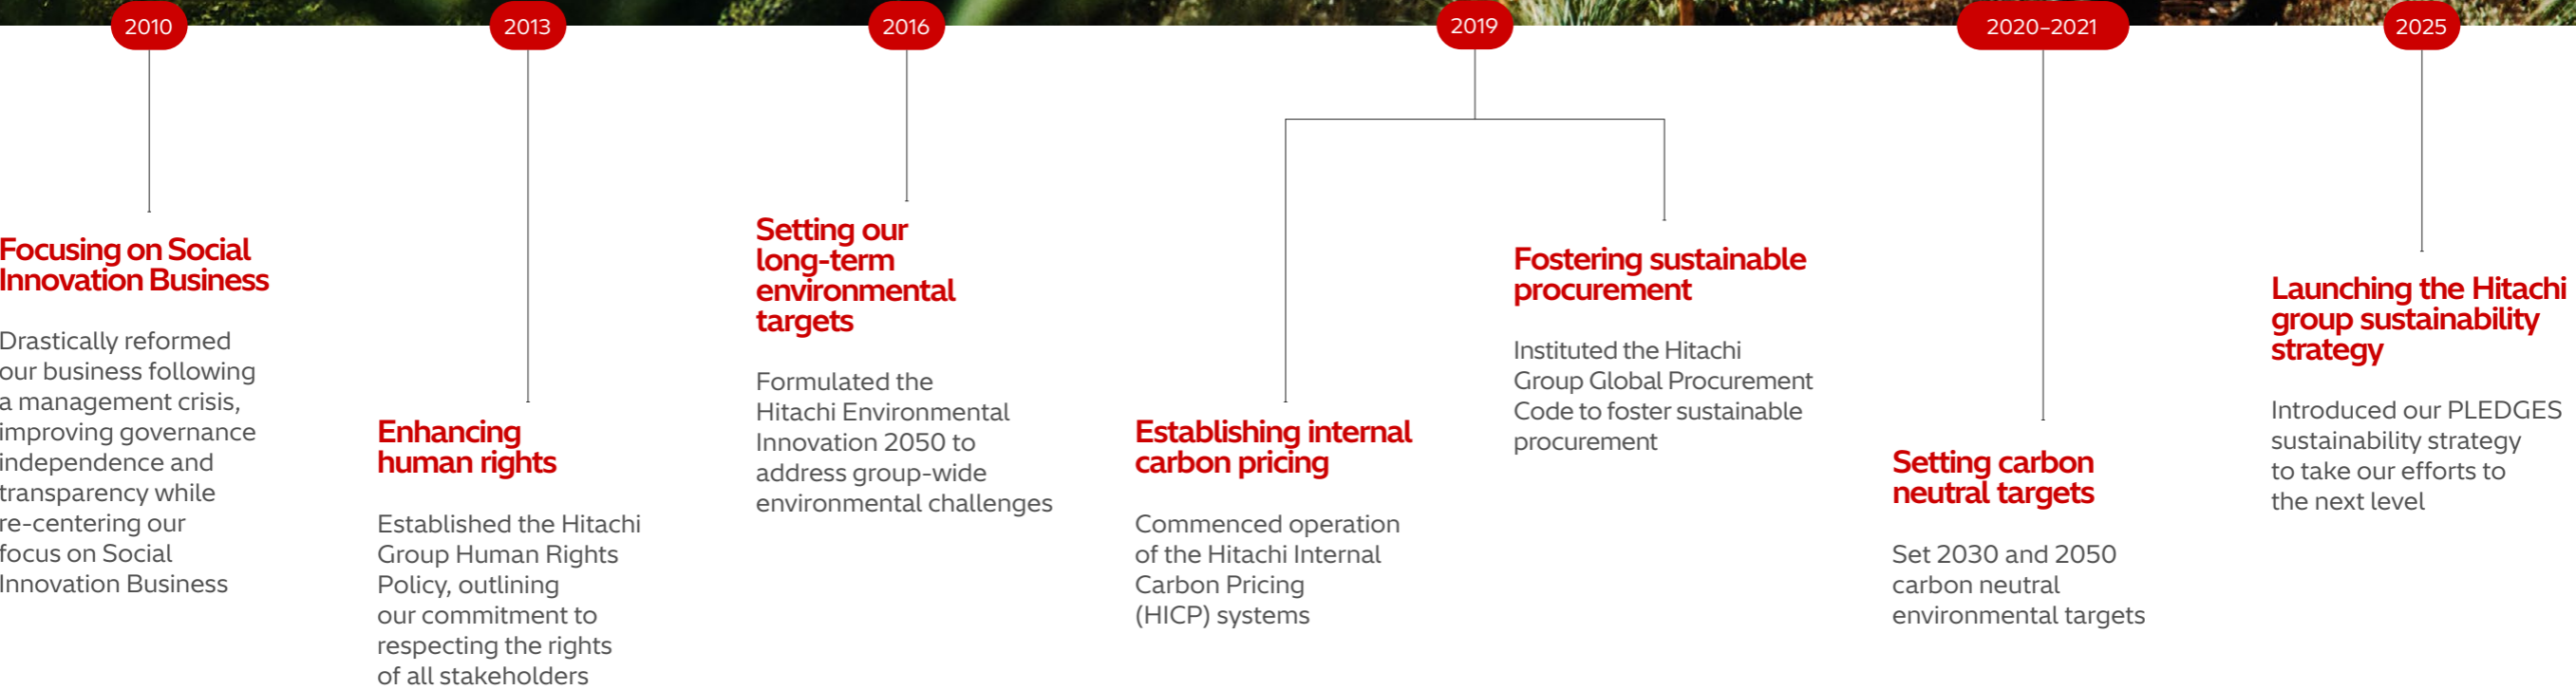 2010
2013
2016
2019
2020–2021
2025
Focusing on Social
Innovation Business
Drastically reformed
our business following
a management crisis,
improving governance
independence and
transparency while
re-centering our
focus on Social
Innovation Business
Enhancing
human rights
Established the Hitachi
Group Human Rights
Policy, outlining
our commitment to
respecting the rights
of all stakeholders
Setting our
long-term
environmental
targets
Formulated the
Hitachi Environmental
Innovation 2050 to
address group-wide
environmental challenges
Establishing internal
carbon pricing
Commenced operation
of the Hitachi Internal
Carbon Pricing
(HICP) systems
Fostering sustainable
procurement
Instituted the Hitachi
Group Global Procurement
Code to foster sustainable
procurement
Setting carbon
neutral targets
Set 2030 and 2050
carbon neutral
environmental targets
Launching the Hitachi
group sustainability
strategy
Introduced our PLEDGES
sustainability strategy
to take our efforts to
the next level